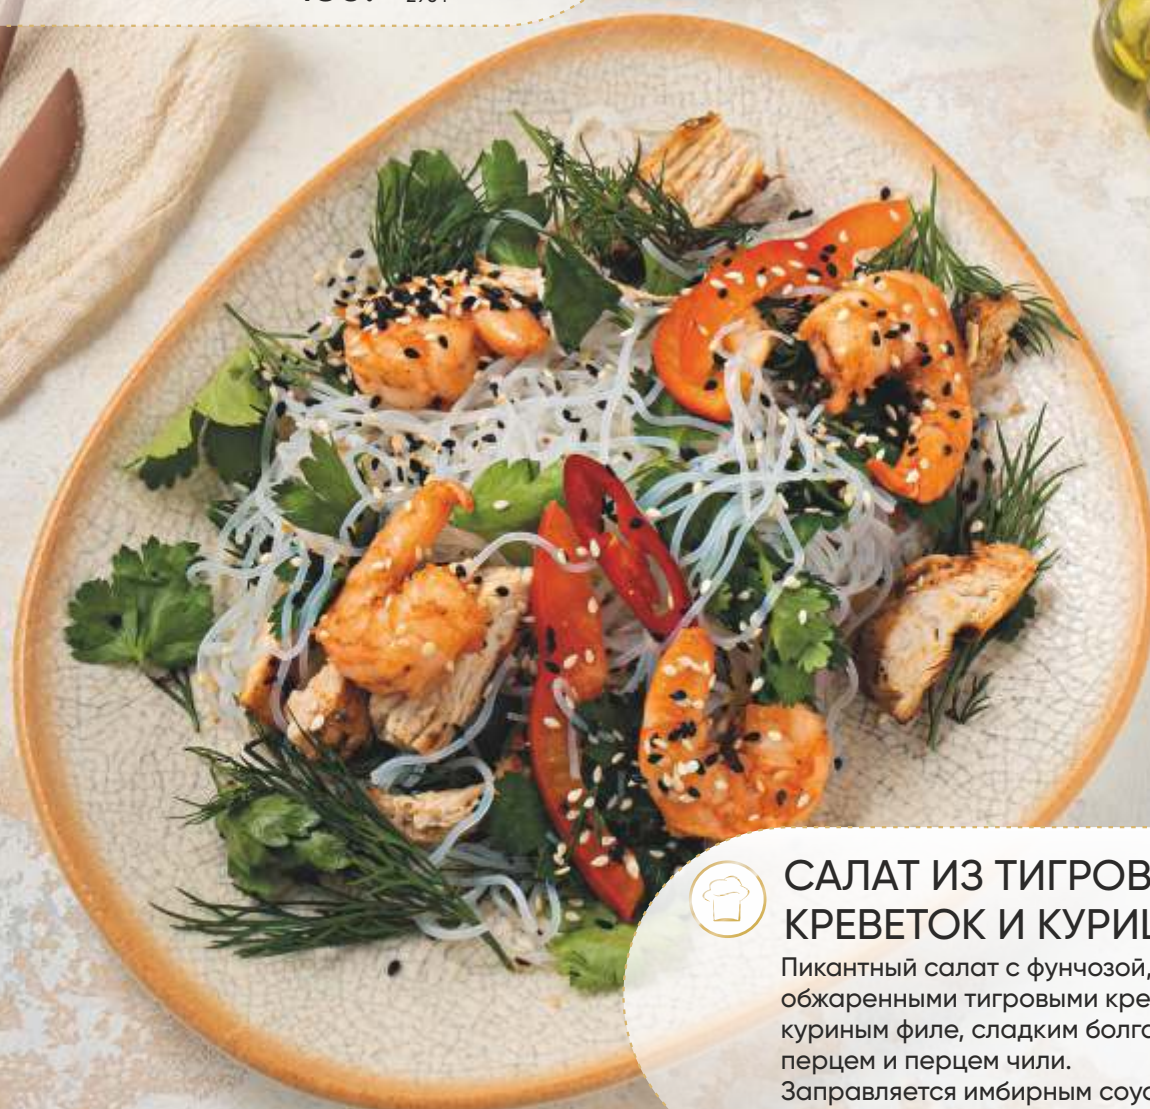 САЛАТ ИЗ ТИГРОВ
КРЕВЕТОК И КУРИЦ
Пикантный салат с фунчозой,
обжаренными тигровыми кре
куриным филе, сладким болга
перцем и перцем чили.
Заправляется имбирным соус